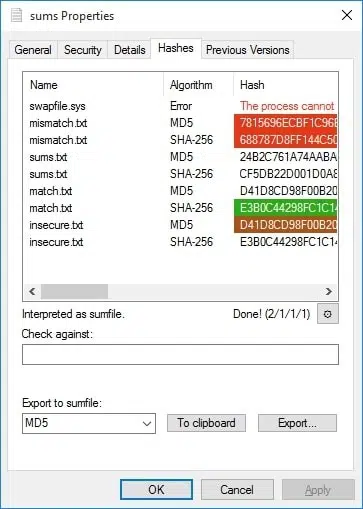 sums Properties
General Security Details Hashes Previous Versions
Name Algorithm Hash
swapfile.sys Error The process cannot
mismatch.txt MD5 7815696ECBF1C96E
mismatch.txt SHA-256 688787D8FF144C50
sums.txt MD5 24B2C761A74AABA
sums.txt SHA-256 CF5DB22D001D0A8
match.txt MD5 D41D8CD98F00B20
match.txt SHA-256 E3B0C44298FC1C14
insecure.txt MD5 D41D8CD98F00B20
insecure.txt SHA-256 E3B0C44298FC1C14
Interpreted as sumfile. Done! (2/1/1/1)
Check against:
Export to sumfile:
MD5 To clipboard Export...
OK Cancel Apply